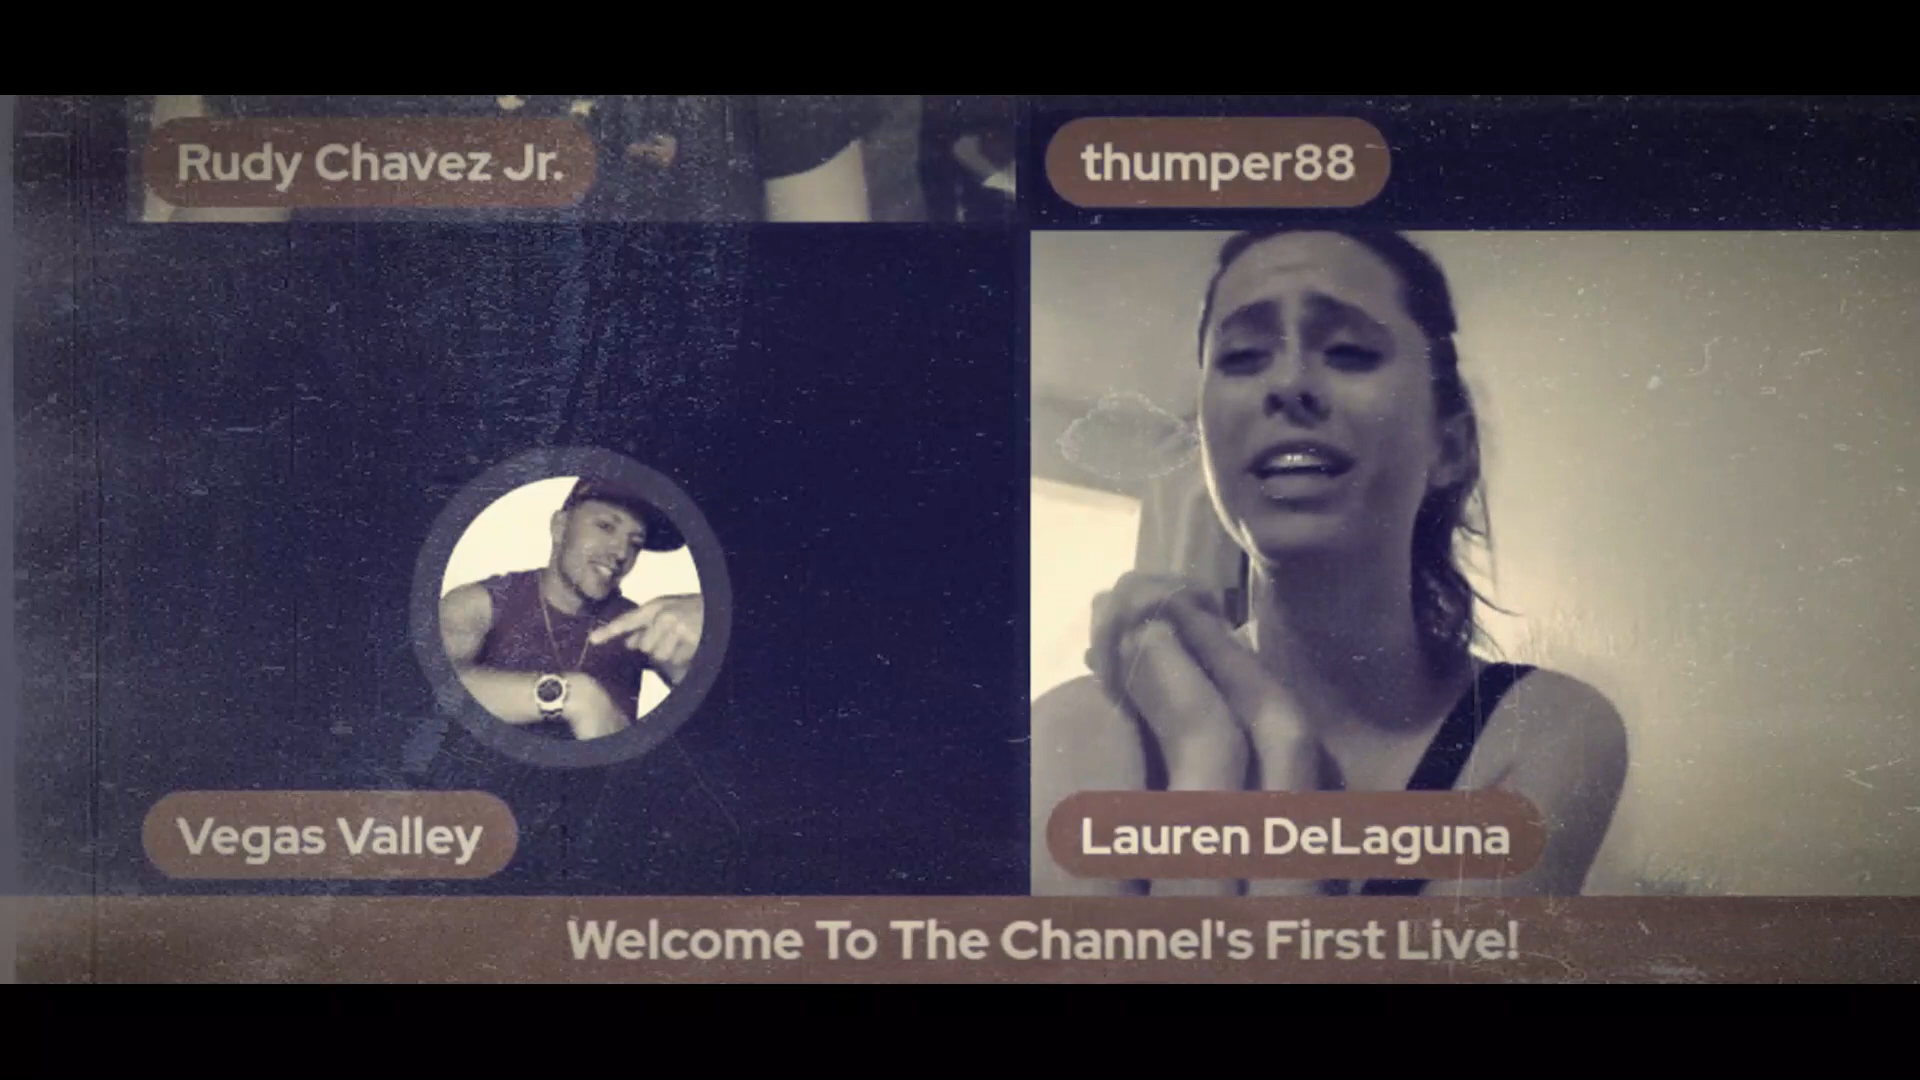 Rudy Chavez Jr.
thumper88
Vegas Valley
Lauren DeLaguna
Welcome To The Channel's First Live!